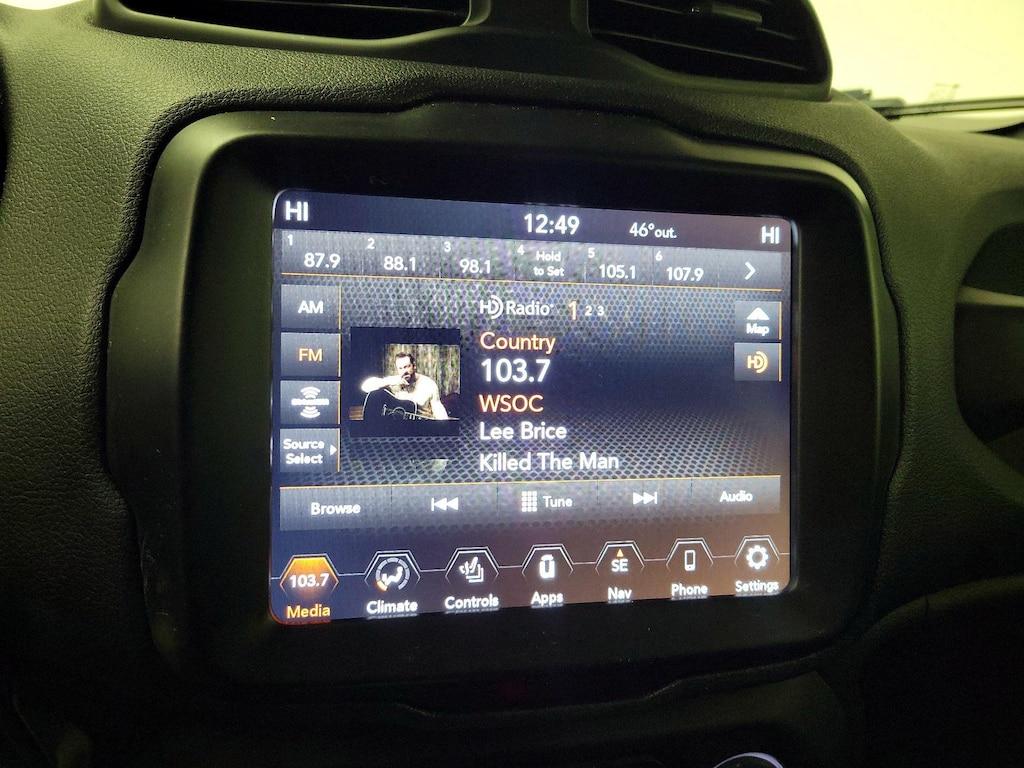 HI 12:49 46°out. HI
1 87.9 2 88.1 3 98.1 4 Hold to Set 5 105.1 6 107.9
AM
HD Radio 1 2 3
Map
FM
Country
HD
103.7
WSOC
Lee Brice
Source Select
Killed The Man
Browse Tune Audio
103.7 SE
Media Climate Controls Apps Nav Phone Settings